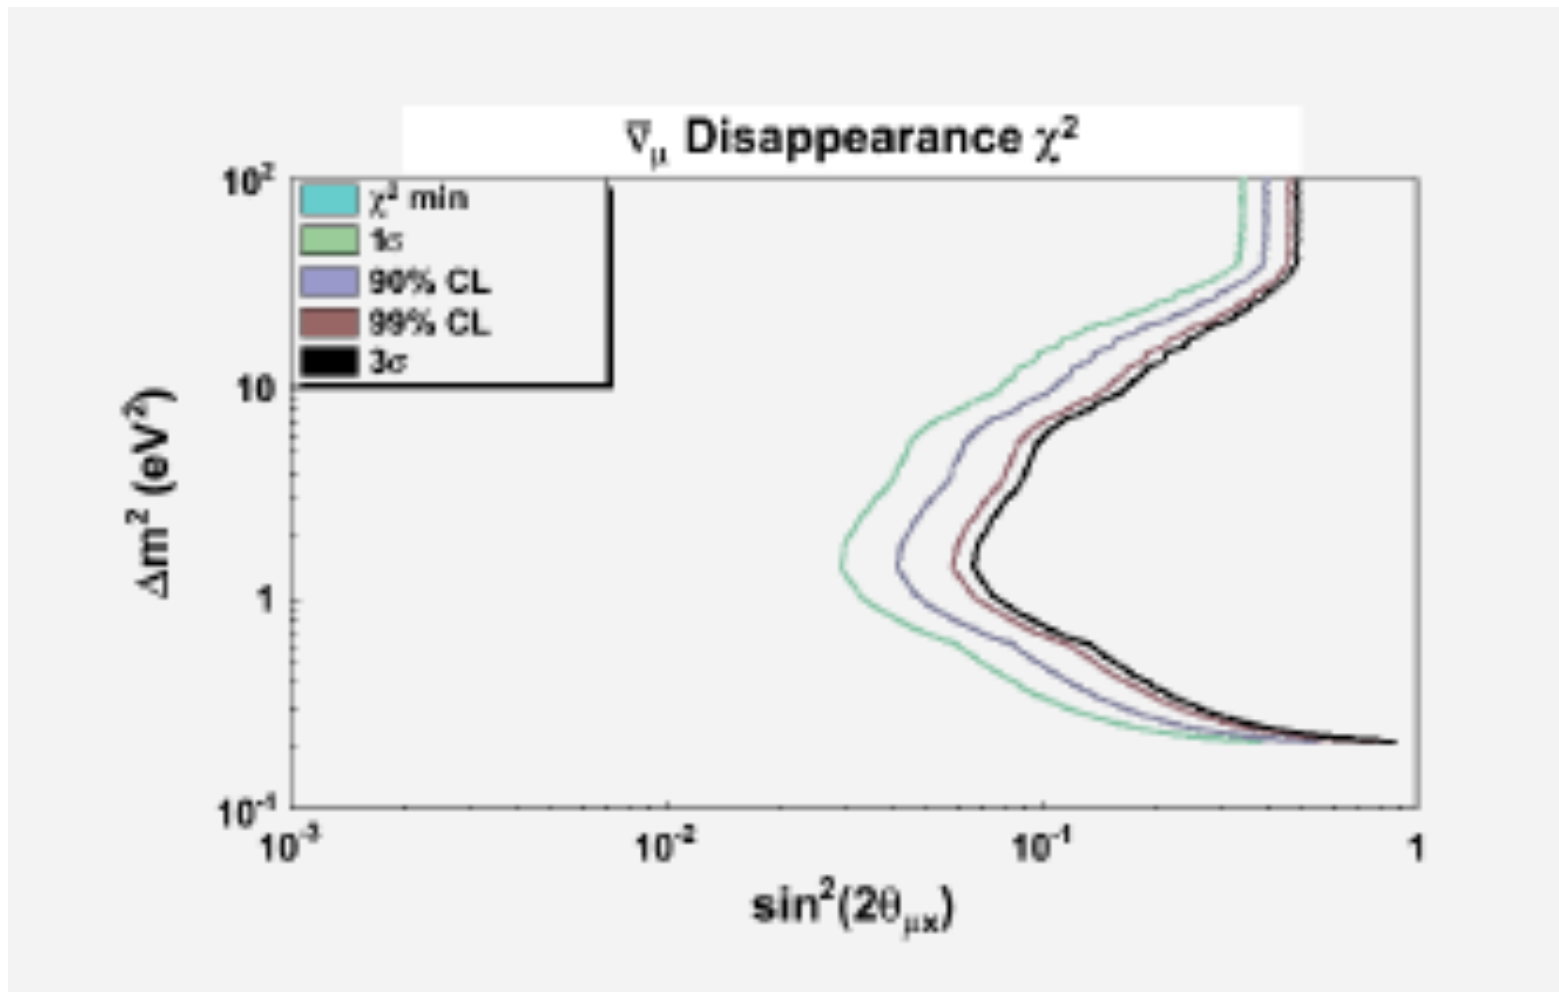 ν̅μ Disappearance χ²
10²
χ² min
1σ
90% CL
99% CL
3σ
10
Δm² (eV²)
1
10⁻¹
10⁻³ 10⁻² 10⁻¹ 1
sin²(2θμx)